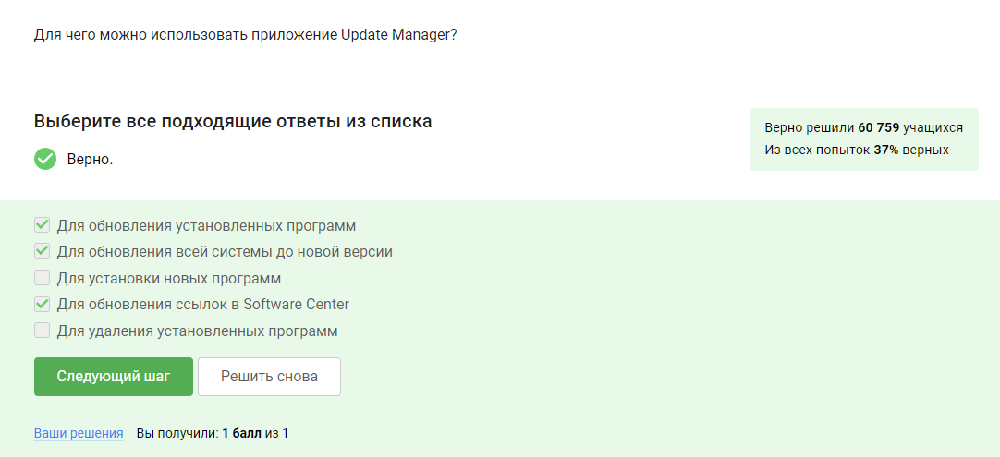 Для чего можно использовать приложение Update Manager?
Выберите все подходящие ответы из списка
Верно.
Верно решили 60 759 учащихся
Из всех попыток 37% верных
Для обновления установленных программ
Для обновления всей системы до новой версии
Для установки новых программ
Для обновления ссылок в Software Center
Для удаления установленных программ
Следующий шаг
Решить снова
Ваши решения
Вы получили: 1 балл из 1